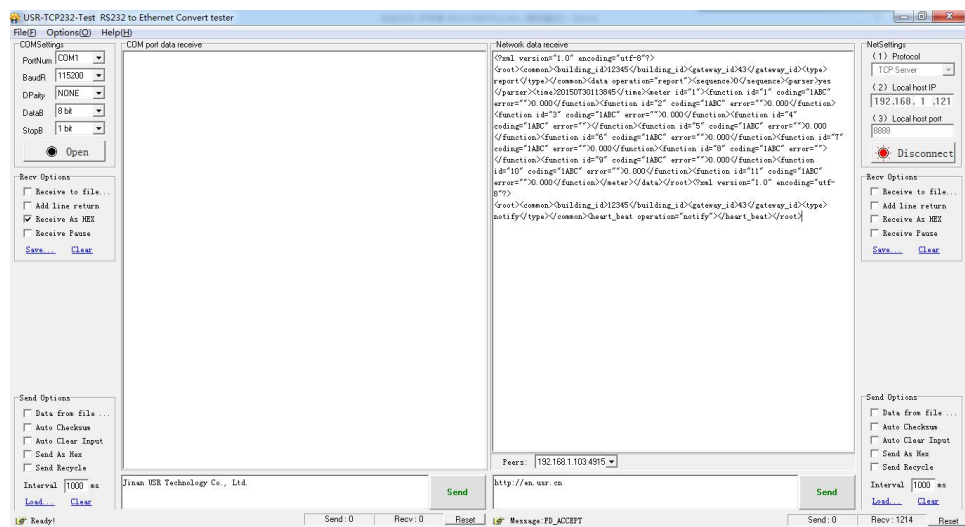 USR-TCP232-Test RS232 to Ethernet Convert tester
File(F) Options(O) Help(H)
COMSettings
PortNum COM1
BaudR 115200
DPaity NONE
DataB 8 bit
StopB 1 bit
Open
Recv Options
Receive to file...
Add line return
Receive As HEX
Receive Pause
Save... Clear
Send Options
Data from file ...
Auto Checksum
Auto Clear Input
Send As Hex
Send Recycle
Interval 1000 ms
Load... Clear
COM port data receive
Jinan USR Technology Co., Ltd.
Send
Network data receive
<?xml version="1.0" encoding="utf-8"?>
<root><common><building_id>12345</building_id><gateway_id>43</gateway_id><type>
report</type></common><data operation="report"><sequence>0</sequence><parser>yes
</parser><time>20150730113845</time><meter id="1"><function id="1" coding="1ABC"
error="">0.000</function><function id="2" coding="1ABC" error="">0.000</function>
<function id="3" coding="1ABC" error="">0.000</function><function id="4"
coding="1ABC" error=""></function><function id="5" coding="1ABC" error="">0.000
</function><function id="6" coding="1ABC" error="">0.000</function><function id="7"
coding="1ABC" error="">0.000</function><function id="8" coding="1ABC" error="">
</function><function id="9" coding="1ABC" error="">0.000</function><function
id="10" coding="1ABC" error="">0.000</function><function id="11" coding="1ABC"
error="">0.000</function></meter></data></root><?xml version="1.0" encoding="utf-
8"?>
<root><common><building_id>12345</building_id><gateway_id>43</gateway_id><type>
notify</type></common><heart_beat operation="notify"></heart_beat></root>
Peers: 192.168.1.103:4915
http://en.usr.cn
Send
NetSettings
(1) Protocol
TCP Server
(2) Local host IP
192.168. 1 .121
(3) Local host port
8888
Disconnect
Recv Options
Receive to file...
Add line return
Receive As HEX
Receive Pause
Save... Clear
Send Options
Data from file ...
Auto Checksum
Auto Clear Input
Send As Hex
Send Recycle
Interval 1000 ms
Load... Clear
Ready! Send : 0 Recv : 0 Reset
Message:FD_ACCEPT Send : 0 Recv : 1214 Reset